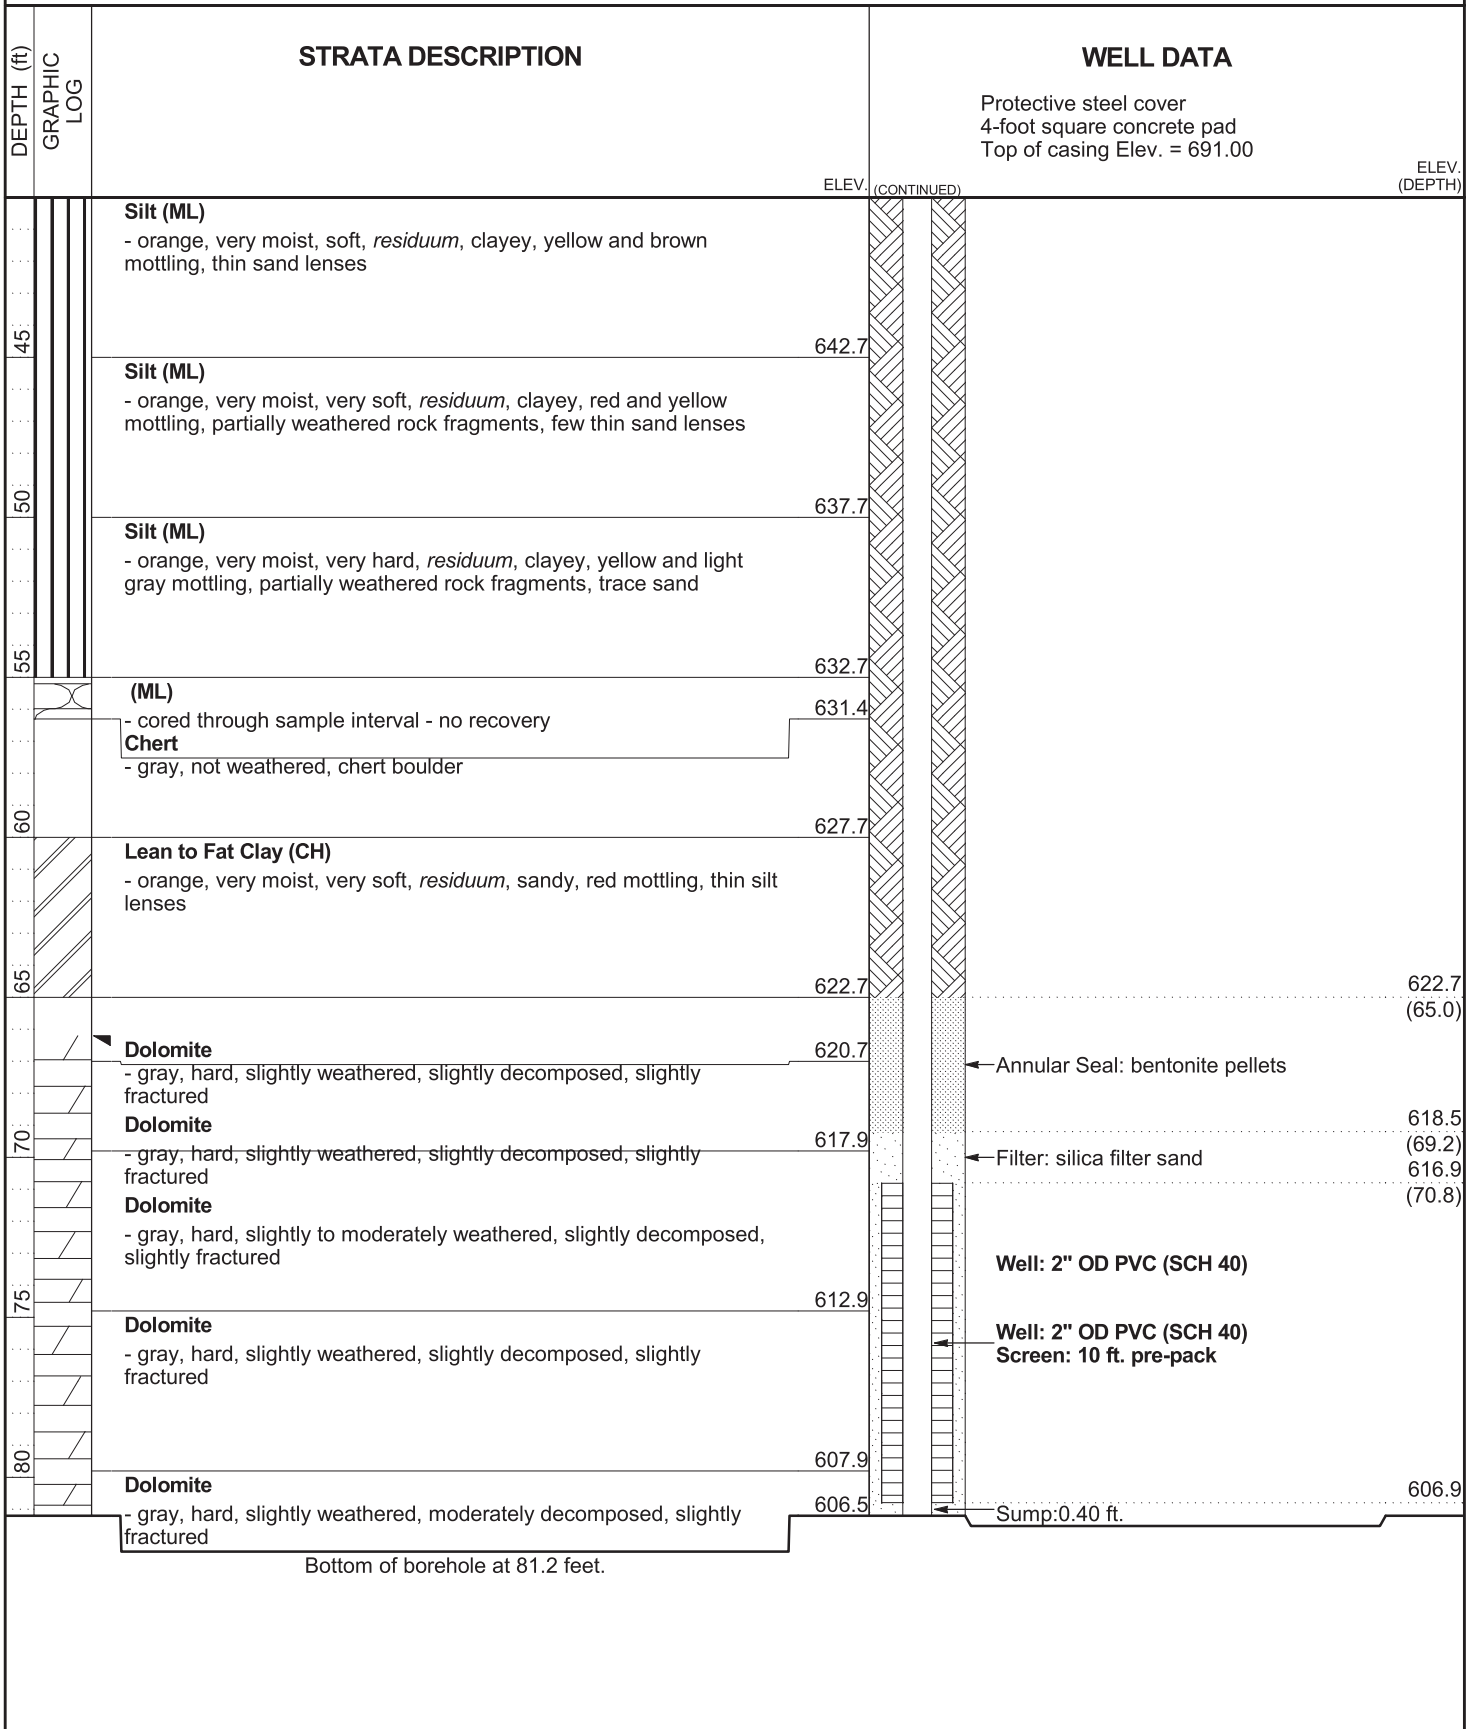 DEPTH (ft)
GRAPHIC
LOG
STRATA DESCRIPTION
ELEV.
WELL DATA
Protective steel cover
4-foot square concrete pad
Top of casing Elev. = 691.00
(CONTINUED)
ELEV.
(DEPTH)
Silt (ML)
- orange, very moist, soft, residuum, clayey, yellow and brown
mottling, thin sand lenses
45
642.7
Silt (ML)
- orange, very moist, very soft, residuum, clayey, red and yellow
mottling, partially weathered rock fragments, few thin sand lenses
50
637.7
Silt (ML)
- orange, very moist, very hard, residuum, clayey, yellow and light
gray mottling, partially weathered rock fragments, trace sand
55
632.7
(ML)
631.4
- cored through sample interval - no recovery
Chert
- gray, not weathered, chert boulder
60
627.7
Lean to Fat Clay (CH)
- orange, very moist, very soft, residuum, sandy, red mottling, thin silt
lenses
65
622.7
622.7
(65.0)
Dolomite
620.7
- gray, hard, slightly weathered, slightly decomposed, slightly
fractured
Annular Seal: bentonite pellets
Dolomite
618.5
70
617.9
(69.2)
- gray, hard, slightly weathered, slightly decomposed, slightly
fractured
Filter: silica filter sand
616.9
(70.8)
Dolomite
- gray, hard, slightly to moderately weathered, slightly decomposed,
slightly fractured
Well: 2" OD PVC (SCH 40)
75
612.9
Dolomite
- gray, hard, slightly weathered, slightly decomposed, slightly
fractured
Well: 2" OD PVC (SCH 40)
Screen: 10 ft. pre-pack
80
607.9
Dolomite
606.9
606.5
- gray, hard, slightly weathered, moderately decomposed, slightly
fractured
Sump:0.40 ft.
Bottom of borehole at 81.2 feet.